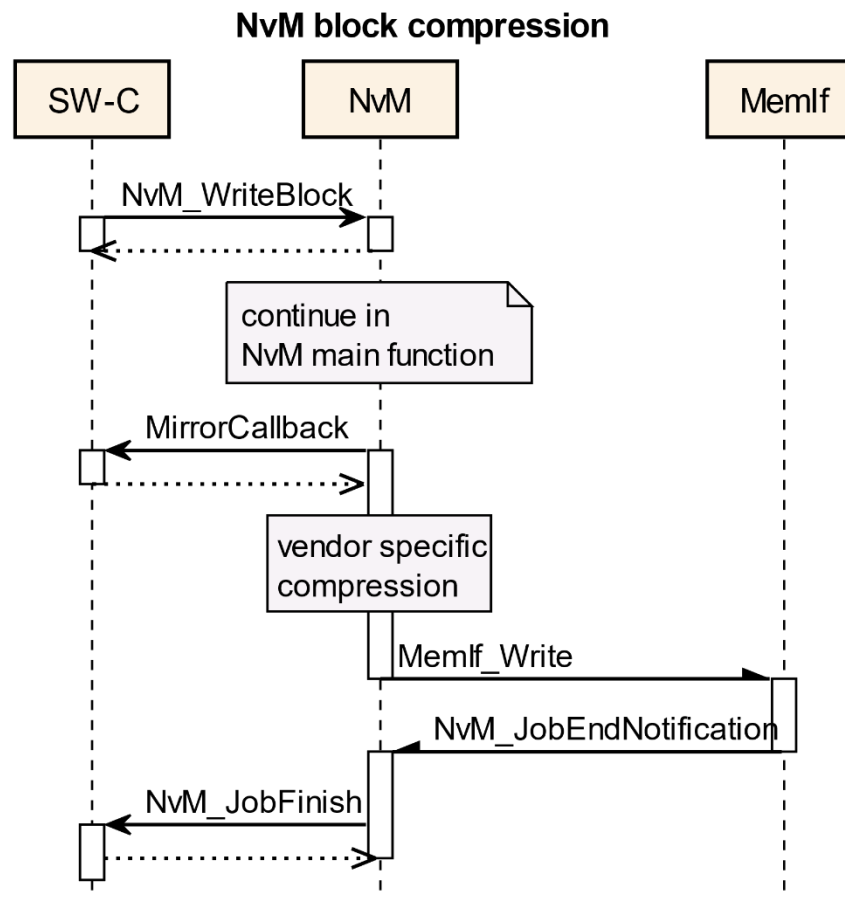 NvM block compression
SW-C
NvM
MemIf
NvM_WriteBlock
continue in
NvM main function
MirrorCallback
vendor specific
compression
MemIf_Write
NvM_JobEndNotification
NvM_JobFinish